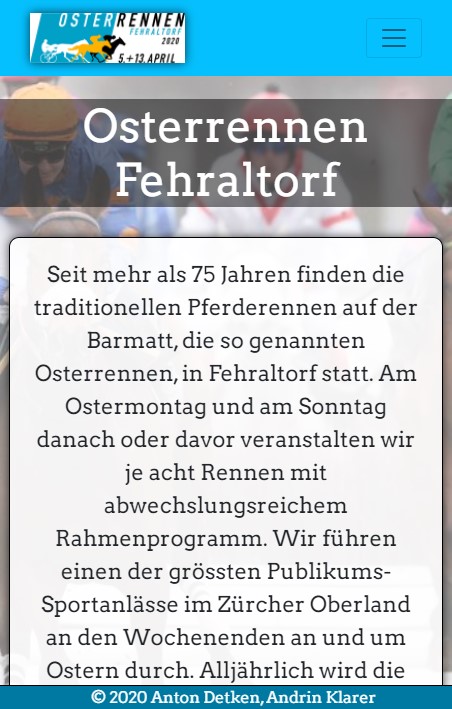 OSTERRENNEN
FEHRALTORF
2020
5.+13.APRIL
Osterrennen
Fehraltorf
Seit mehr als 75 Jahren finden die
traditionellen Pferderennen auf der
Barmatt, die so genannten
Osterrennen, in Fehraltorf statt. Am
Ostermontag und am Sonntag
danach oder davor veranstalten wir
je acht Rennen mit
abwechslungsreichem
Rahmenprogramm. Wir führen
einen der grössten Publikums-
Sportanlässe im Zürcher Oberland
an den Wochenenden an und um
Ostern durch. Alljährlich wird die
© 2020 Anton Detken, Andrin Klarer